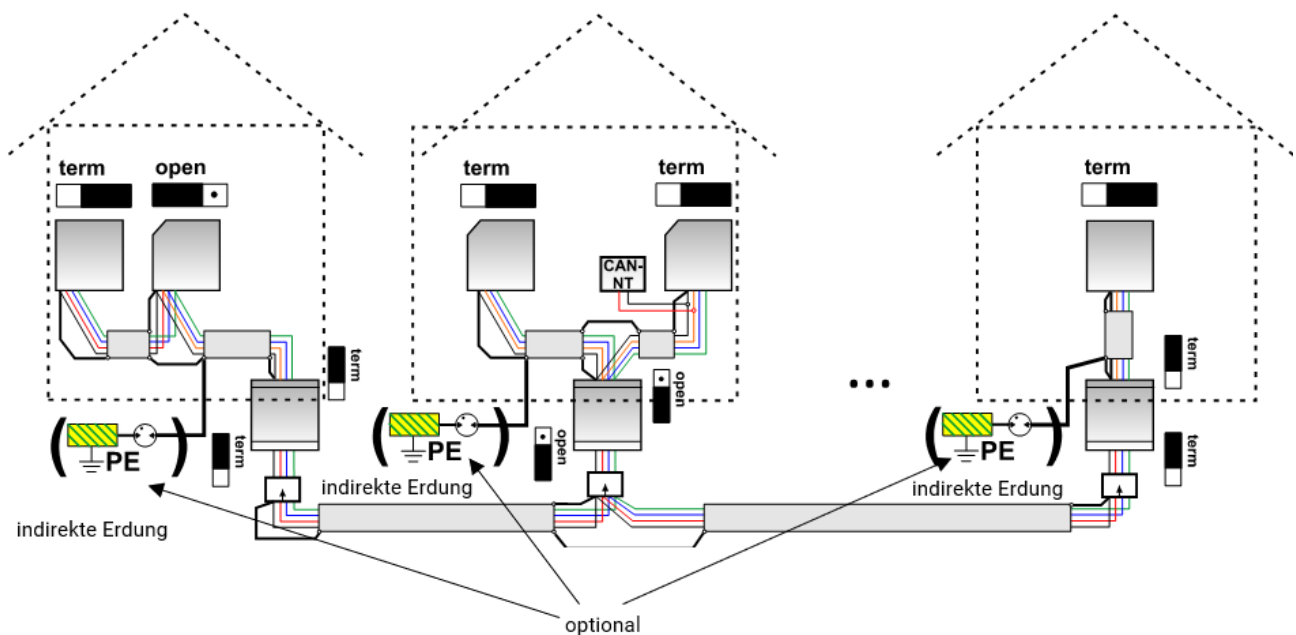 term
open
term
term
term
CAN-
NT
term
open
term
PE
term
PE
open
PE
term
indirekte Erdung
indirekte Erdung
indirekte Erdung
optional